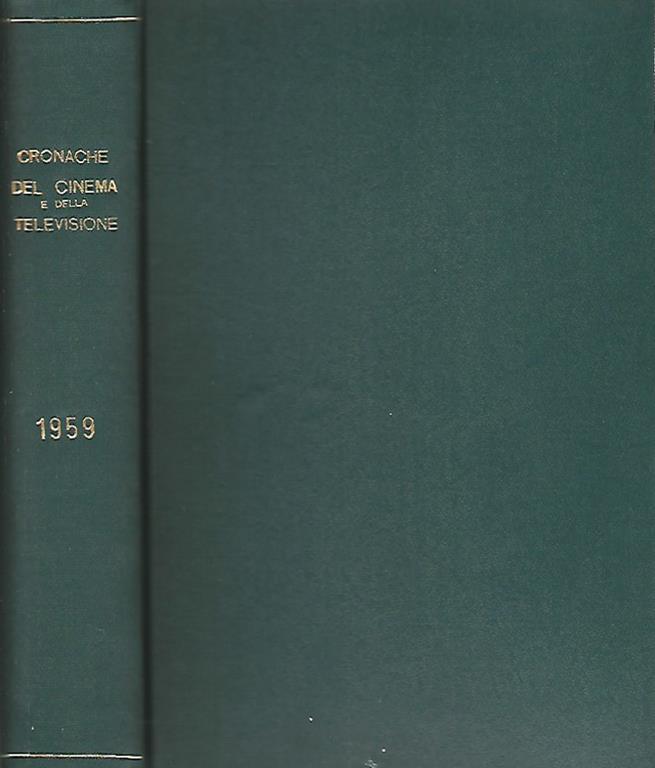 CRONACHE
DEL CINEMA
E DELLA
TELEVISIONE
1959